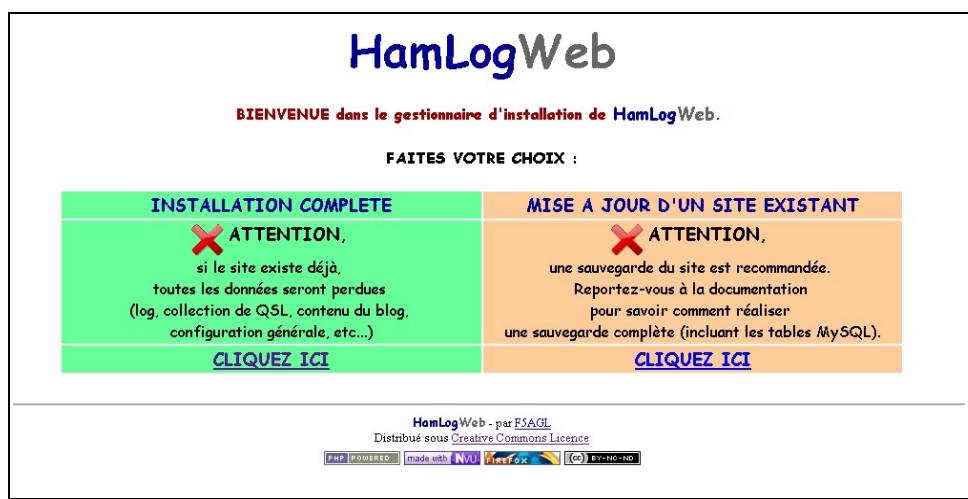 HamLogWeb
BIENVENUE dans le gestionnaire d'installation de HamLogWeb.
FAITES VOTRE CHOIX :
INSTALLATION COMPLETE
ATTENTION,
si le site existe déjà,
toutes les données seront perdues
(log, collection de QSL, contenu du blog,
configuration générale, etc...)
CLIQUEZ ICI
MISE A JOUR D'UN SITE EXISTANT
ATTENTION,
une sauvegarde du site est recommandée.
Reportez-vous à la documentation
pour savoir comment réaliser
une sauvegarde complète (incluant les tables MySQL).
CLIQUEZ ICI
HamLogWeb - par F5AGL
Distribué sous Creative Commons Licence
PHP POWERED made with NVU FIREFOX (cc) BY-NC-ND